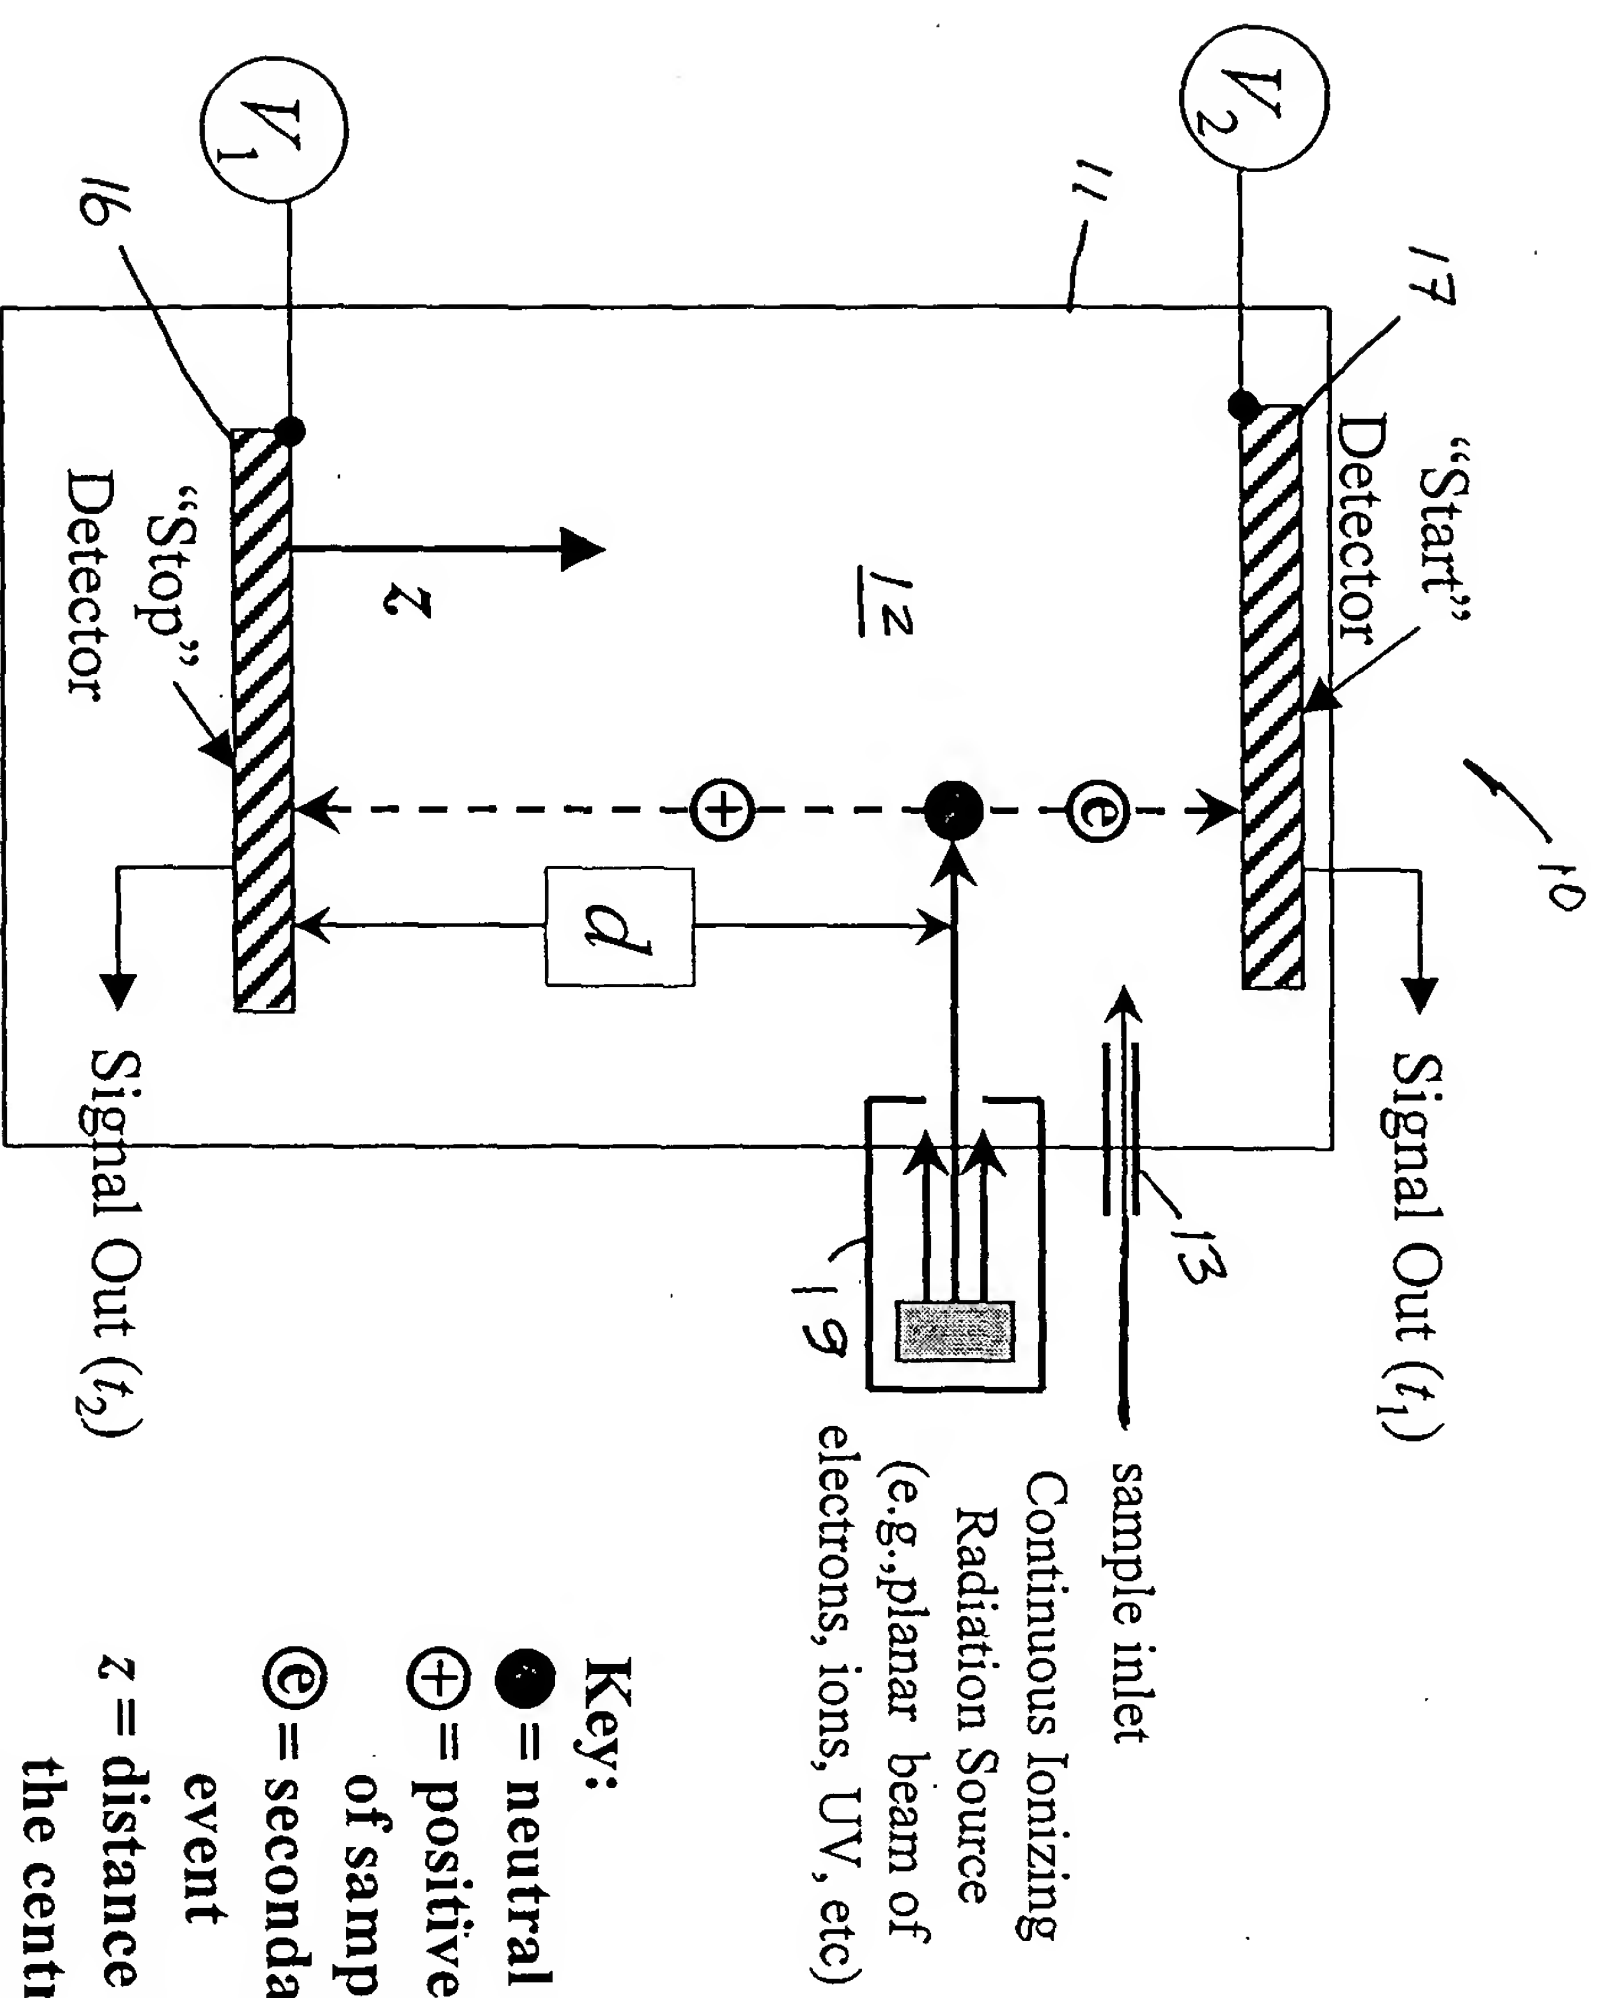 10
17
“Start”
Detector
Signal Out (t₁)
V₂
13
sample inlet
11
Continuous Ionizing
Radiation Source
(e.g.,planar beam of
electrons, ions, UV, etc)
12
19
d
z
V₁
16
“Stop”
Detector
Signal Out (t₂)
Key:
= neutral
+ = positive
of samp
e = seconda
event
z = distance
the centr
+
e